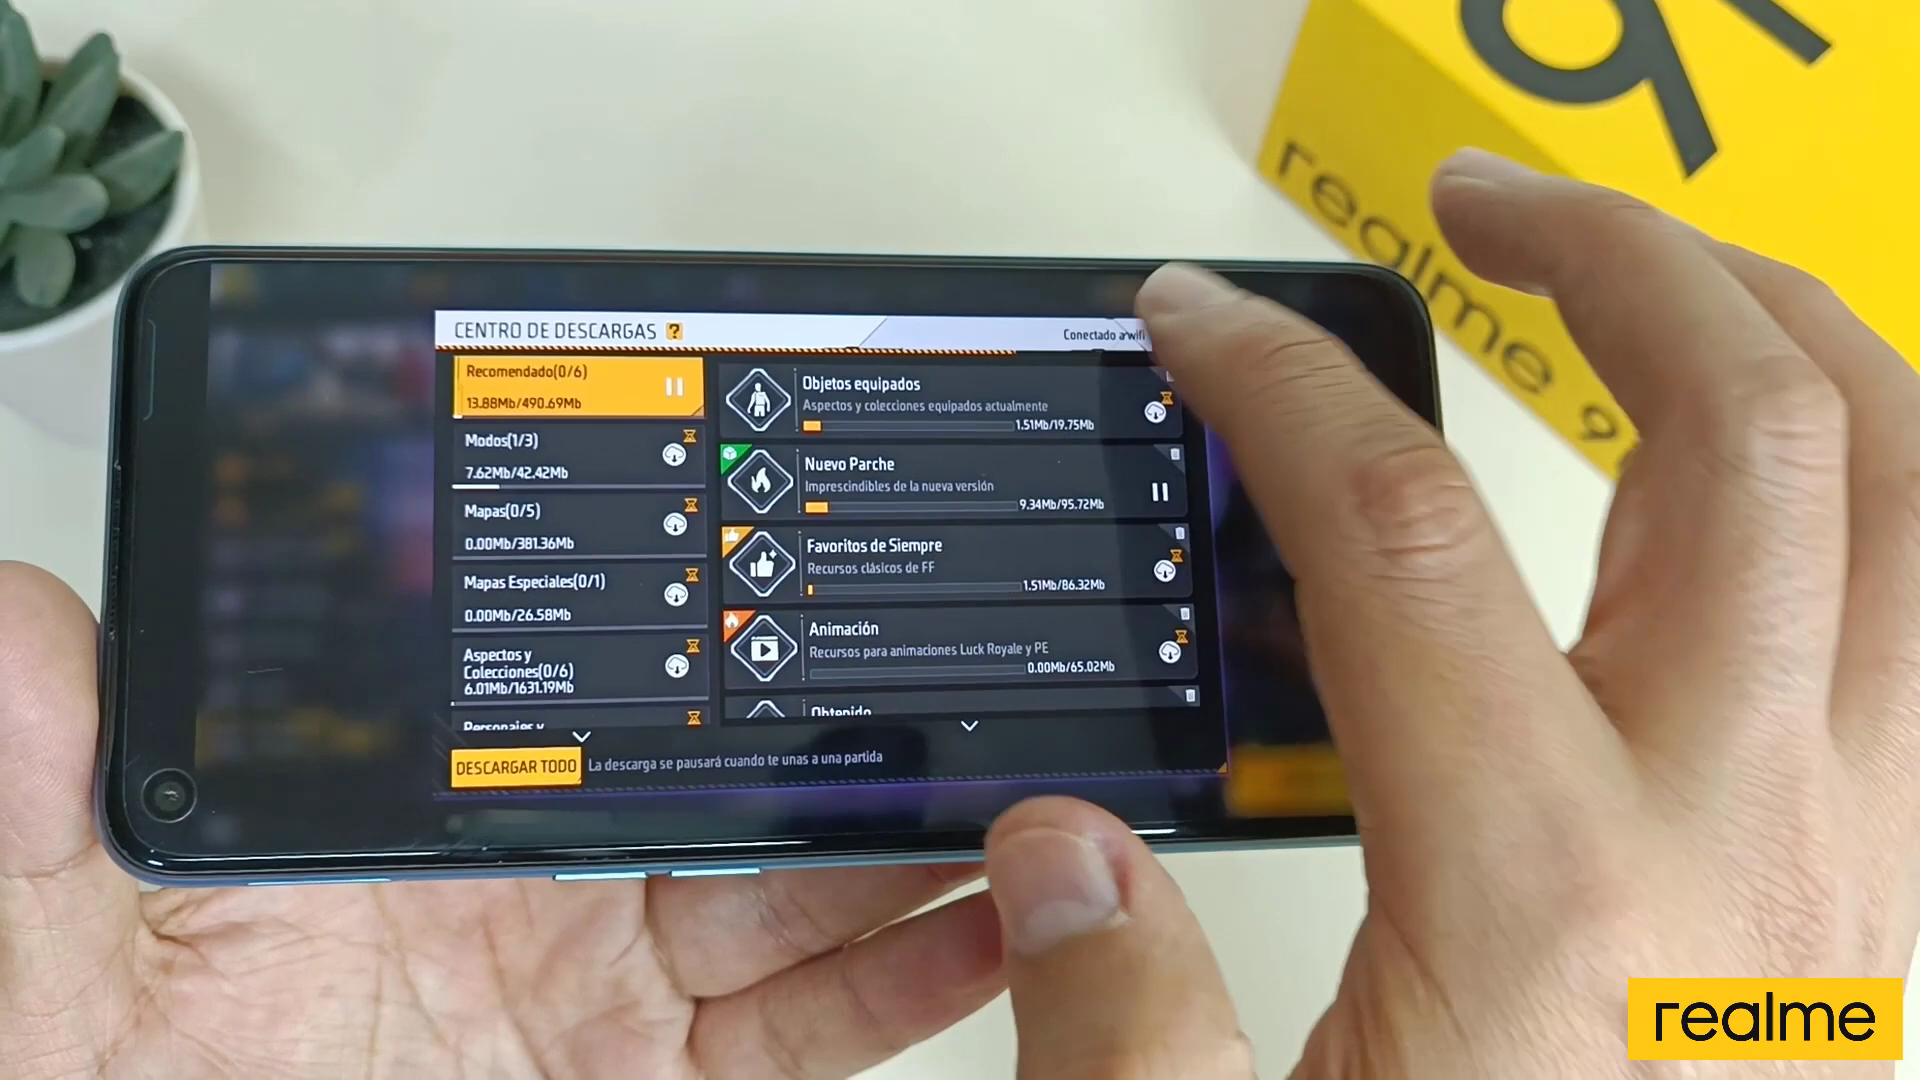 CENTRO DE DESCARGAS ?
Conectado a wifi
Recomendado(0/6)
13.88Mb/490.69Mb
Modos(1/3)
7.62Mb/42.42Mb
Mapas(0/5)
0.00Mb/381.36Mb
Mapas Especiales(0/1)
0.00Mb/26.58Mb
Aspectos y
Colecciones(0/6)
6.01Mb/1631.19Mb
Personajes y
Objetos equipados
Aspectos y colecciones equipados actualmente
1.51Mb/19.75Mb
Nuevo Parche
Imprescindibles de la nueva versión
9.34Mb/95.72Mb
Favoritos de Siempre
Recursos clásicos de FF
1.51Mb/86.32Mb
Animación
Recursos para animaciones Luck Royale y PE
0.00Mb/65.02Mb
Obtenido
DESCARGAR TODO
La descarga se pausará cuando te unas a una partida
9
realme 9
realme